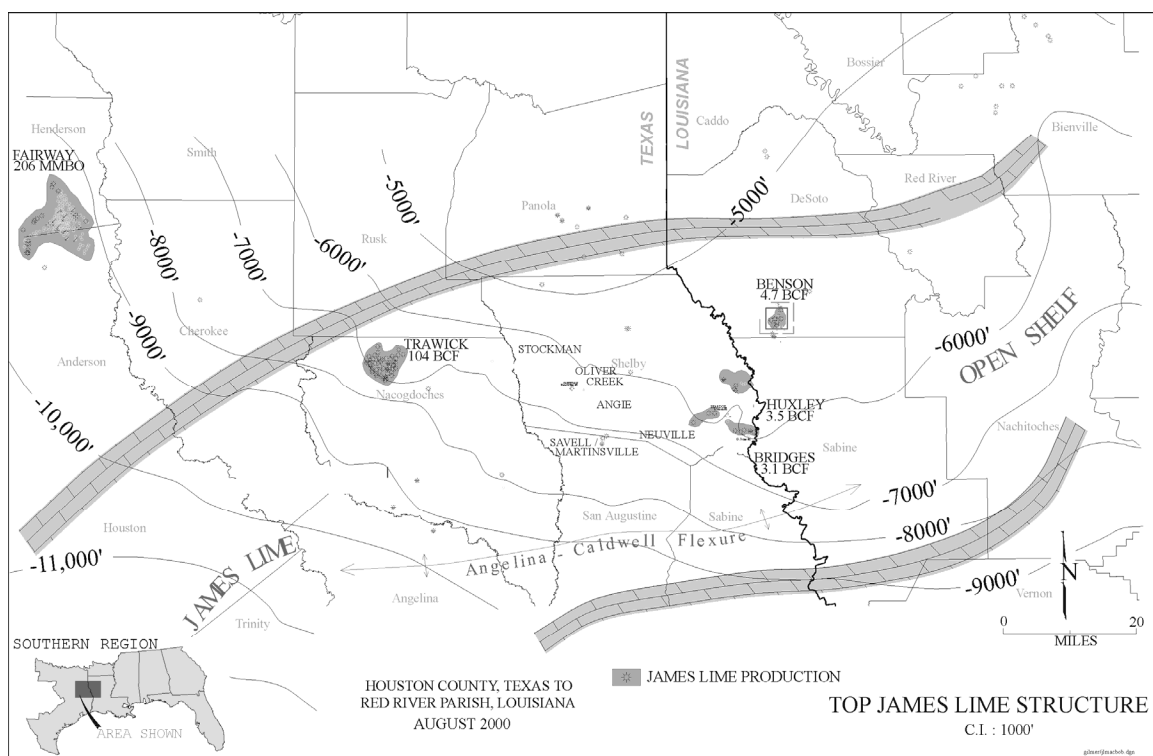 Bossier
TEXAS
LOUISIANA
Caddo
Henderson
Bienville
FAIRWAY
206 MMBO
Smith
-5000'
Red River
Panola
-5000'
DeSoto
-8000'
-7000'
-6000'
Rusk
BENSON
4.7 BCF
-9000'
Cherokee
-6000'
OPEN SHELF
TRAWICK
104 BCF
STOCKMAN
Shelby
Anderson
OLIVER
CREEK
Nacogdoches
-10,000'
ANGIE
HUXLEY
3.5 BCF
Nachitoches
NEUVILLE
SAVELL /
MARTINSVILLE
Sabine
BRIDGES
3.1 BCF
-7000'
Houston
San Augustine
Sabine
-8000'
JAMES LIME
Angelina - Caldwell Flexure
-11,000'
-9000'
N
Vernon
Angelina
Trinity
0
20
MILES
SOUTHERN REGION
AREA SHOWN
HOUSTON COUNTY, TEXAS TO
RED RIVER PARISH, LOUISIANA
AUGUST 2000
JAMES LIME PRODUCTION
TOP JAMES LIME STRUCTURE
C.I. : 1000'